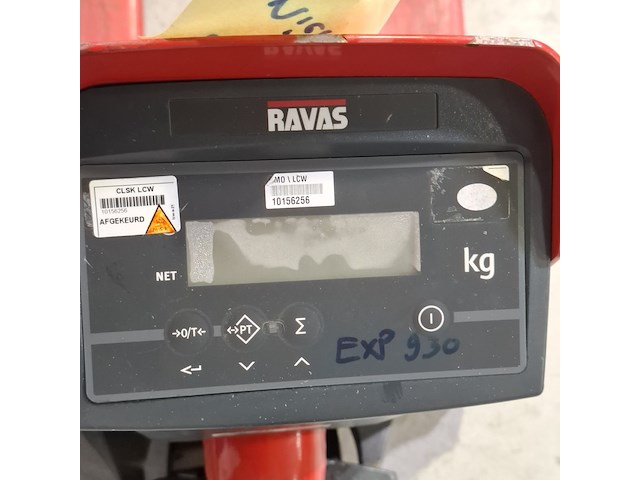 RAVAS
CLSK LCW
10156256
AFGEKEURD
MO \ LCW
10156256
NET
kg
→0/T←
↔PT
Σ
EXP 930